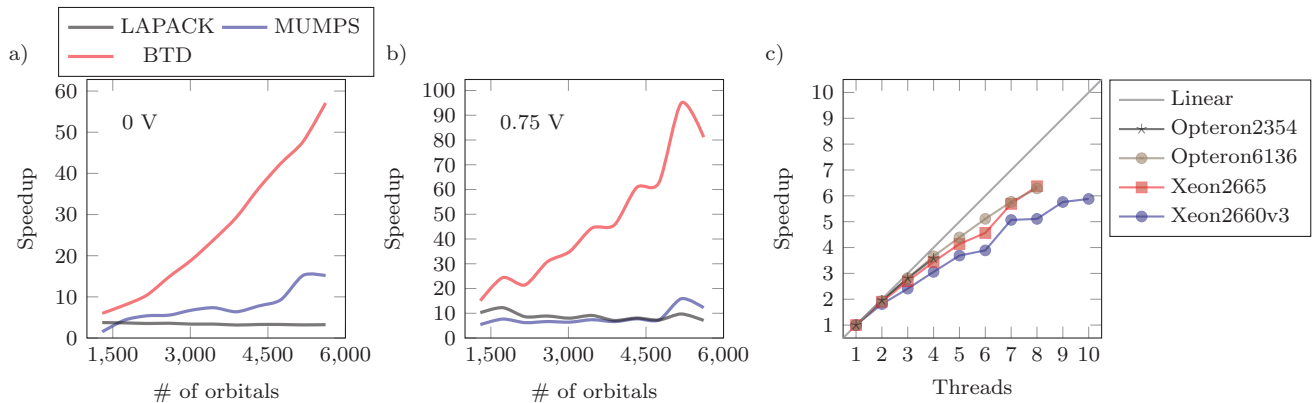 a)
LAPACK
MUMPS
BTD
0 V
60
50
40
30
20
10
0
1,500
3,000
4,500
6,000
Speedup
# of orbitals
b)
0.75 V
100
90
80
70
60
50
40
30
20
10
0
1,500
3,000
4,500
6,000
Speedup
# of orbitals
c)
10
9
8
7
6
5
4
3
2
1
1 2 3 4 5 6 7 8 9 10
Speedup
Threads
Linear
Opteron2354
Opteron6136
Xeon2665
Xeon2660v3